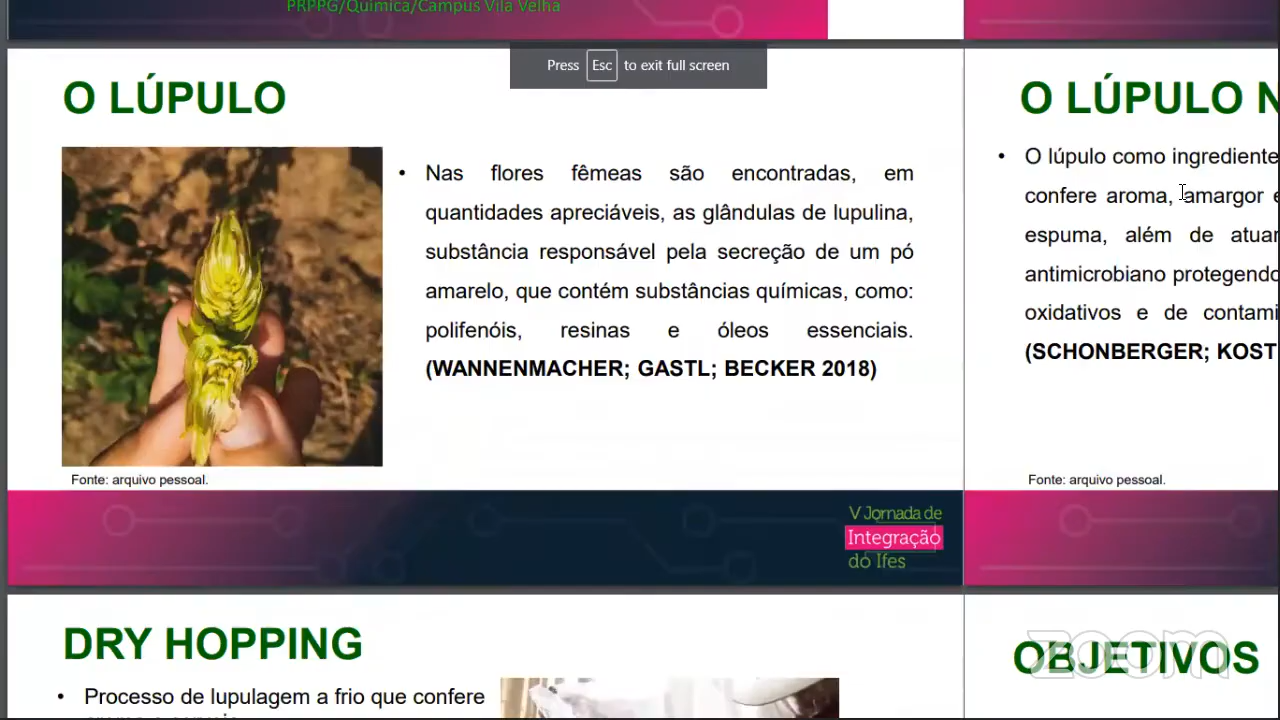 PRPPG/Química/Campus Vila Velha
Press Esc to exit full screen
O LÚPULO
• Nas flores fêmeas são encontradas, em
quantidades apreciáveis, as glândulas de lupulina,
substância responsável pela secreção de um pó
amarelo, que contém substâncias químicas, como:
polifenóis, resinas e óleos essenciais.
(WANNENMACHER; GASTL; BECKER 2018)
Fonte: arquivo pessoal.
V Jornada de
Integração
do Ifes
O LÚPULO N
• O lúpulo como ingrediente
confere aroma, amargor e
espuma, além de atuar
antimicrobiano protegendo
oxidativos e de contami
(SCHONBERGER; KOST
Fonte: arquivo pessoal.
DRY HOPPING
• Processo de lupulagem a frio que confere
OBJETIVOS
zoom